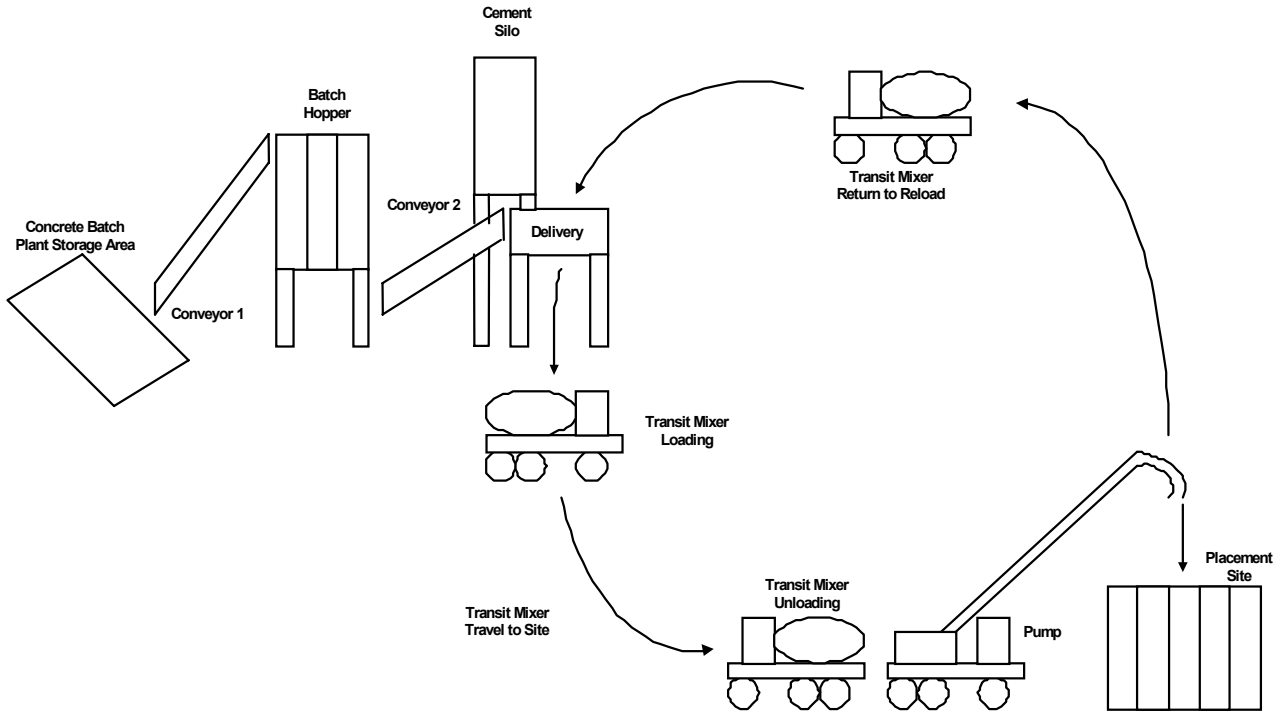 Cement
Silo
Batch
Hopper
Transit Mixer
Return to Reload
Conveyor 2
Concrete Batch
Plant Storage Area
Delivery
Conveyor 1
Transit Mixer
Loading
Placement
Site
Transit Mixer
Unloading
Transit Mixer
Travel to Site
Pump